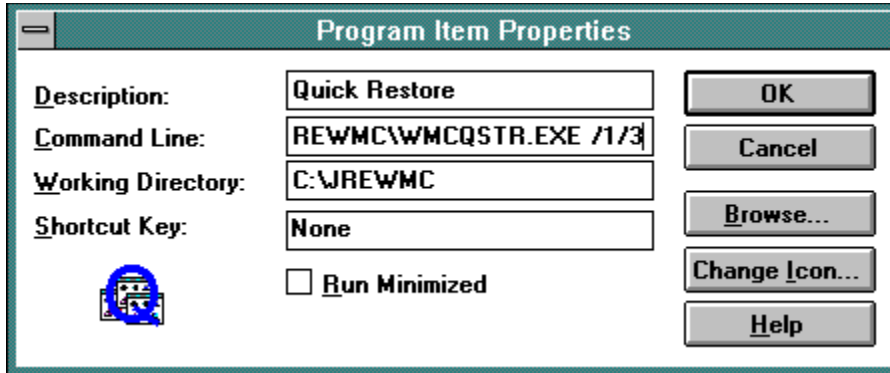 Program Item Properties
Description: Quick Restore
Command Line: REWMC\WMCQSTR.EXE /1/3
Working Directory: C:\JREWMC
Shortcut Key: None
Run Minimized
OK
Cancel
Browse...
Change Icon...
Help
Q